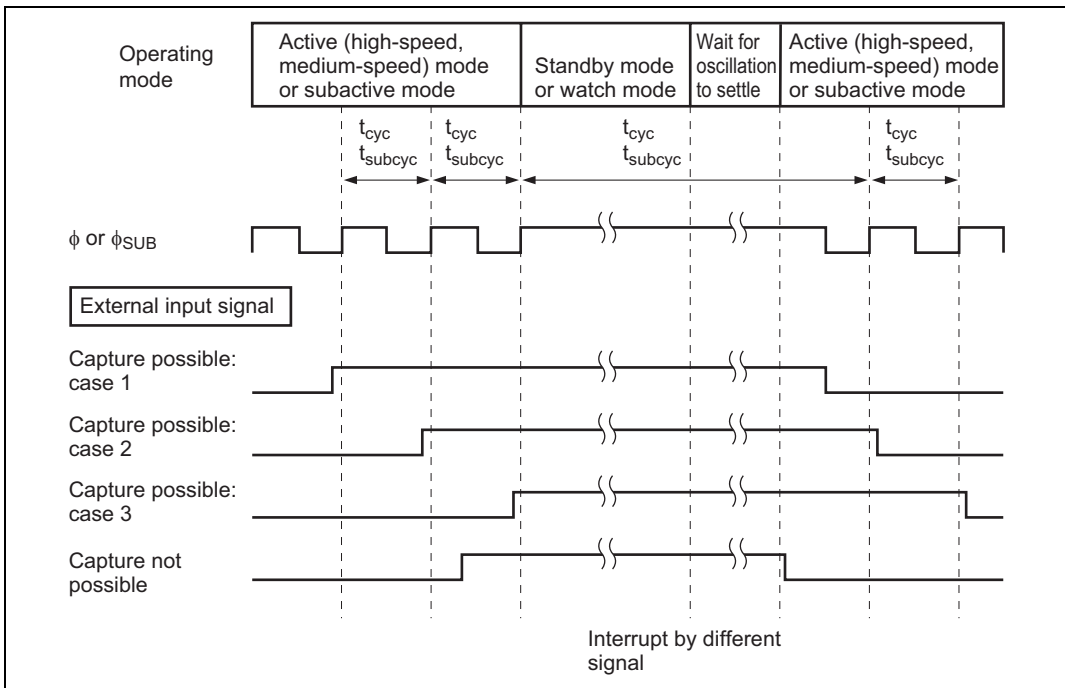 Operating
mode
Active (high-speed,
medium-speed) mode
or subactive mode
Standby mode
or watch mode
Wait for
oscillation
to settle
Active (high-speed,
medium-speed) mode
or subactive mode
tcyc
tsubcyc
tcyc
tsubcyc
tcyc
tsubcyc
tcyc
tsubcyc
ϕ or ϕSUB
External input signal
Capture possible:
case 1
Capture possible:
case 2
Capture possible:
case 3
Capture not
possible
Interrupt by different
signal